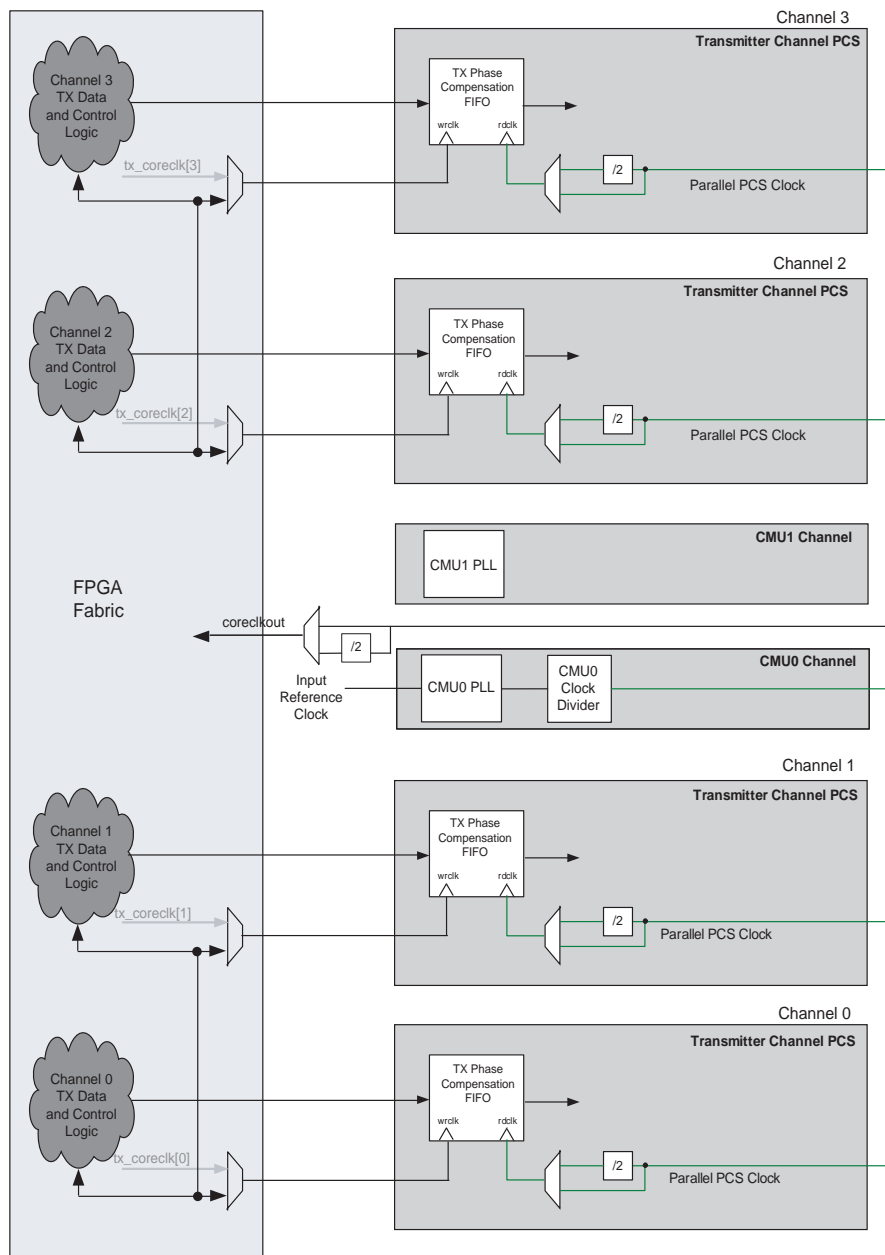 Channel 3
Transmitter Channel PCS
Channel 3
TX Data
and Control
Logic
TX Phase
Compensation
FIFO
wrclk
rdclk
tx_coreclk[3]
/2
Parallel PCS Clock
Channel 2
Transmitter Channel PCS
Channel 2
TX Data
and Control
Logic
TX Phase
Compensation
FIFO
wrclk
rdclk
tx_coreclk[2]
/2
Parallel PCS Clock
CMU1 Channel
CMU1 PLL
FPGA
Fabric
coreclkout
/2
CMU0 Channel
Input
Reference
Clock
CMU0 PLL
CMU0
Clock
Divider
Channel 1
Transmitter Channel PCS
Channel 1
TX Data
and Control
Logic
TX Phase
Compensation
FIFO
wrclk
rdclk
tx_coreclk[1]
/2
Parallel PCS Clock
Channel 0
Transmitter Channel PCS
Channel 0
TX Data
and Control
Logic
TX Phase
Compensation
FIFO
wrclk
rdclk
tx_coreclk[0]
/2
Parallel PCS Clock